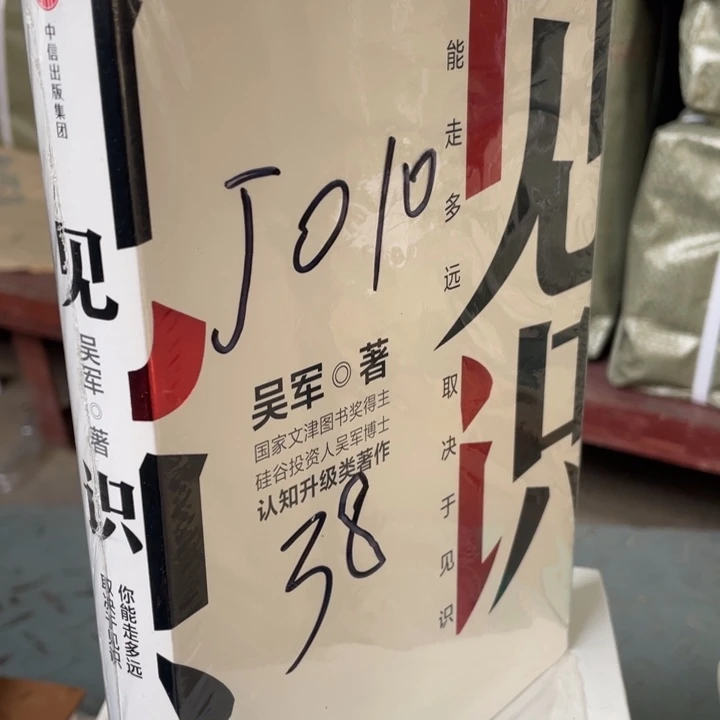 中信出版集团
见识
吴军◎著
你能走多远
取决于见识
见识
能走多远
取决于见识
J010
吴军◎著
国家文津图书奖得主
硅谷投资人吴军博士
认知升级类著作
38